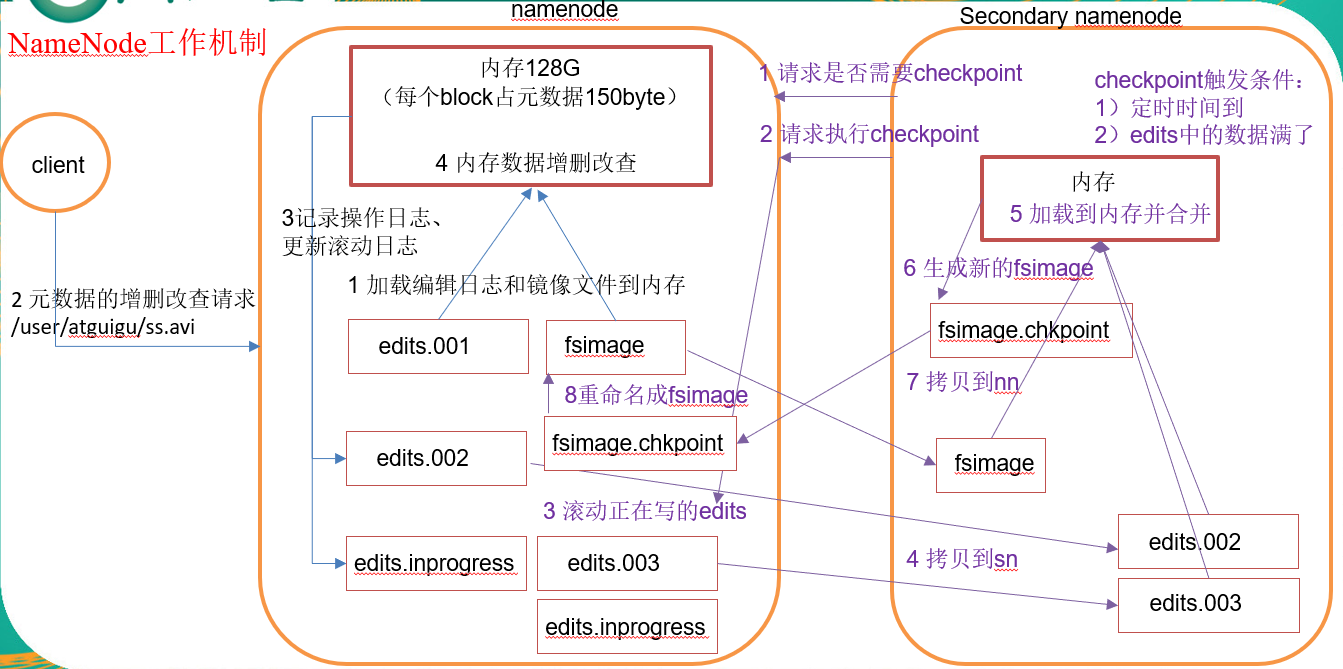 NameNode工作机制
namenode
Secondary namenode
client
2 元数据的增删改查请求
/user/atguigu/ss.avi
内存128G
（每个block占元数据150byte）
4 内存数据增删改查
3记录操作日志、
更新滚动日志
1 加载编辑日志和镜像文件到内存
edits.001
fsimage
8重命名成fsimage
edits.002
fsimage.chkpoint
3 滚动正在写的edits
edits.inprogress
edits.003
edits.inprogress
1 请求是否需要checkpoint
2 请求执行checkpoint
checkpoint触发条件：
1）定时时间到
2）edits中的数据满了
内存
5 加载到内存并合并
6 生成新的fsimage
fsimage.chkpoint
7 拷贝到nn
fsimage
4 拷贝到sn
edits.002
edits.003